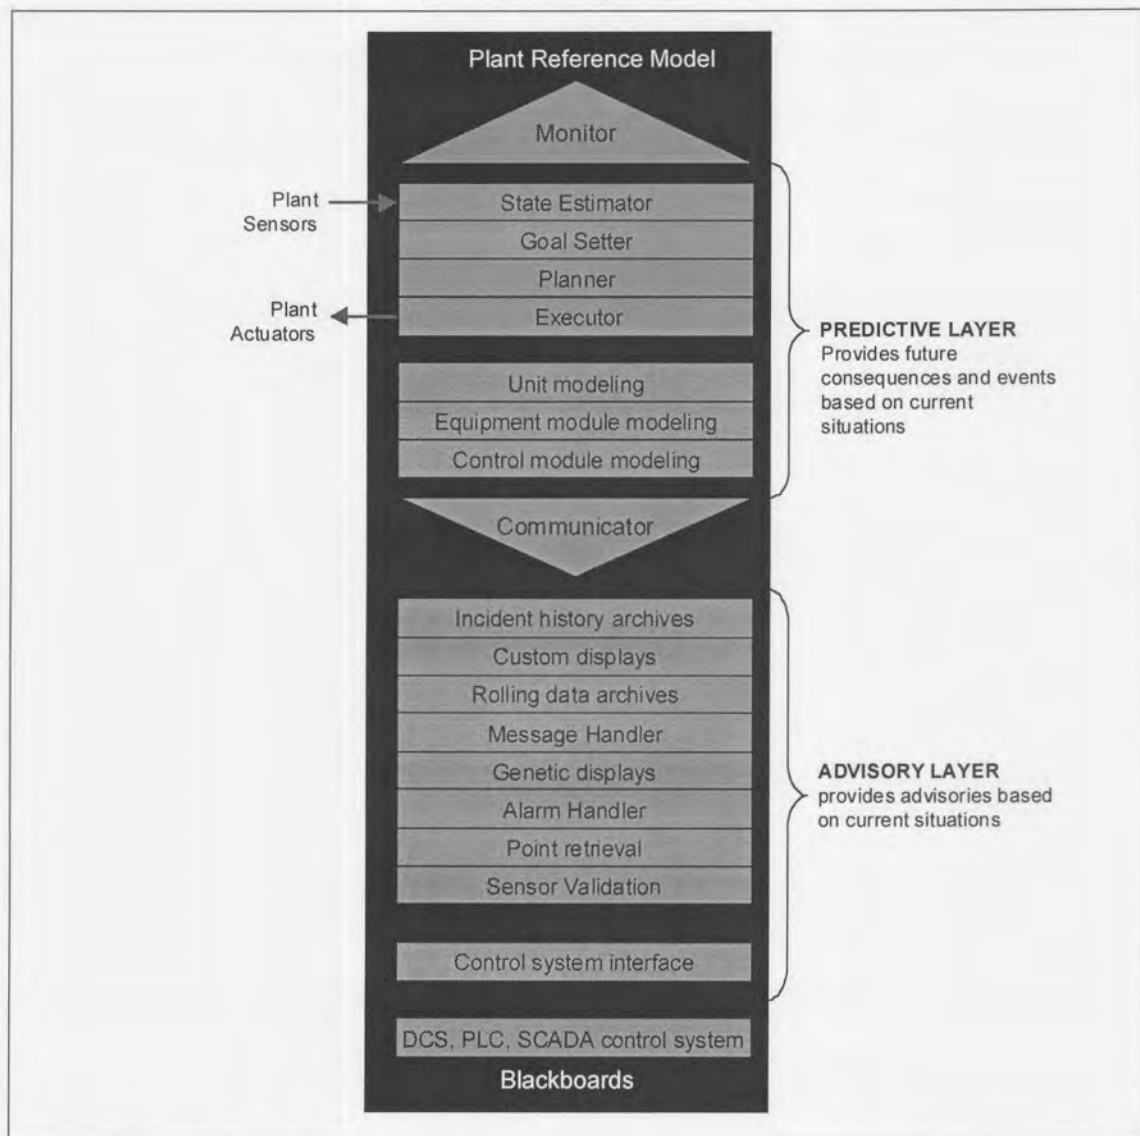 Plant Reference Model
Monitor
Plant
Sensors
State Estimator
Goal Setter
Planner
Plant
Actuators
Executor
Unit modeling
Equipment module modeling
Control module modeling
PREDICTIVE LAYER
Provides future
consequences and events
based on current
situations
Communicator
Incident history archives
Custom displays
Rolling data archives
Message Handler
Genetic displays
Alarm Handler
Point retrieval
Sensor Validation
ADVISORY LAYER
provides advisories based
on current situations
Control system interface
DCS, PLC, SCADA control system
Blackboards